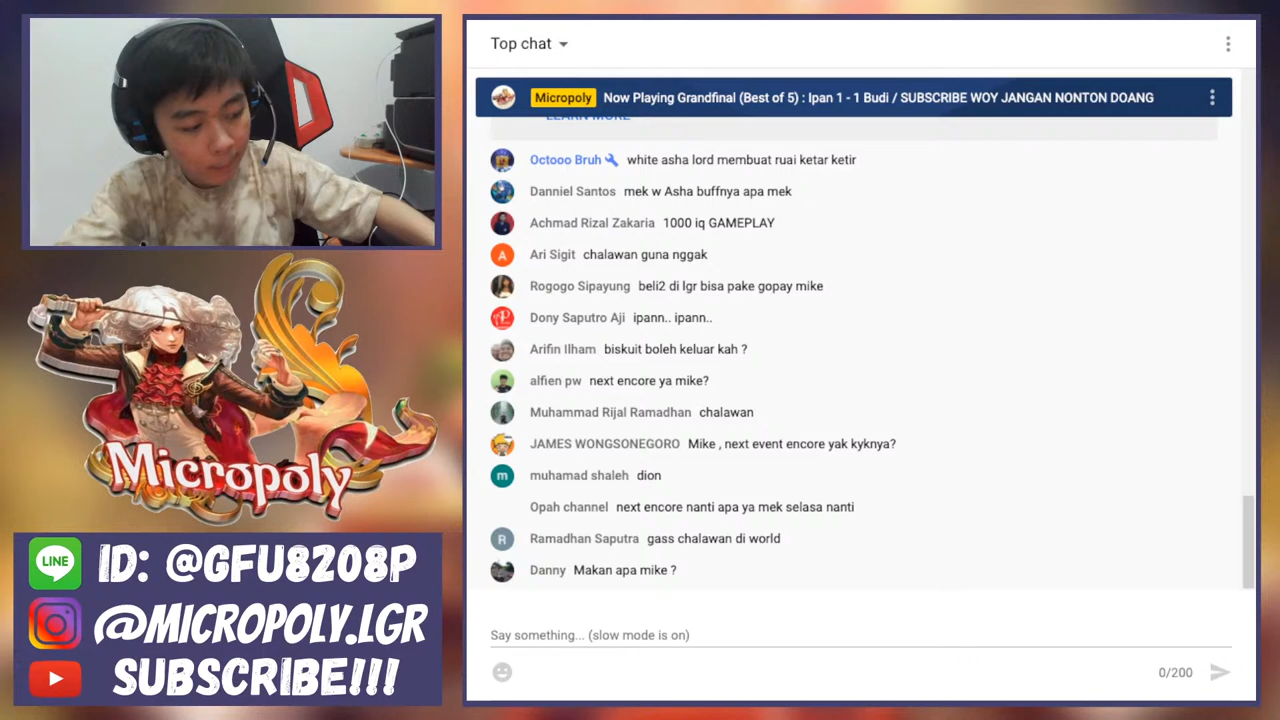 Top chat
Micropoly Now Playing Grandfinal (Best of 5) : Ipan 1 - 1 Budi / SUBSCRIBE WOY JANGAN NONTON DOANG
LEARN MORE
Octooo Bruh white asha lord membuat ruai ketar ketir
Danniel Santos mek w Asha buffnya apa mek
Achmad Rizal Zakaria 1000 iq GAMEPLAY
A Ari Sigit chalawan guna nggak
Rogogo Sipayung beli2 di lgr bisa pake gopay mike
Dony Saputro Aji ipann.. ipann..
Arifin Ilham biskuit boleh keluar kah ?
alfien pw next encore ya mike?
Muhammad Rijal Ramadhan chalawan
JAMES WONGSONEGORO Mike , next event encore yak kyknya?
m muhamad shaleh dion
Opah channel next encore nanti apa ya mek selasa nanti
R Ramadhan Saputra gass chalawan di world
Danny Makan apa mike ?
Say something... (slow mode is on)
0/200
Micropoly
LINE ID: @GFU8208P
@MICROPOLY.LGR
SUBSCRIBE!!!